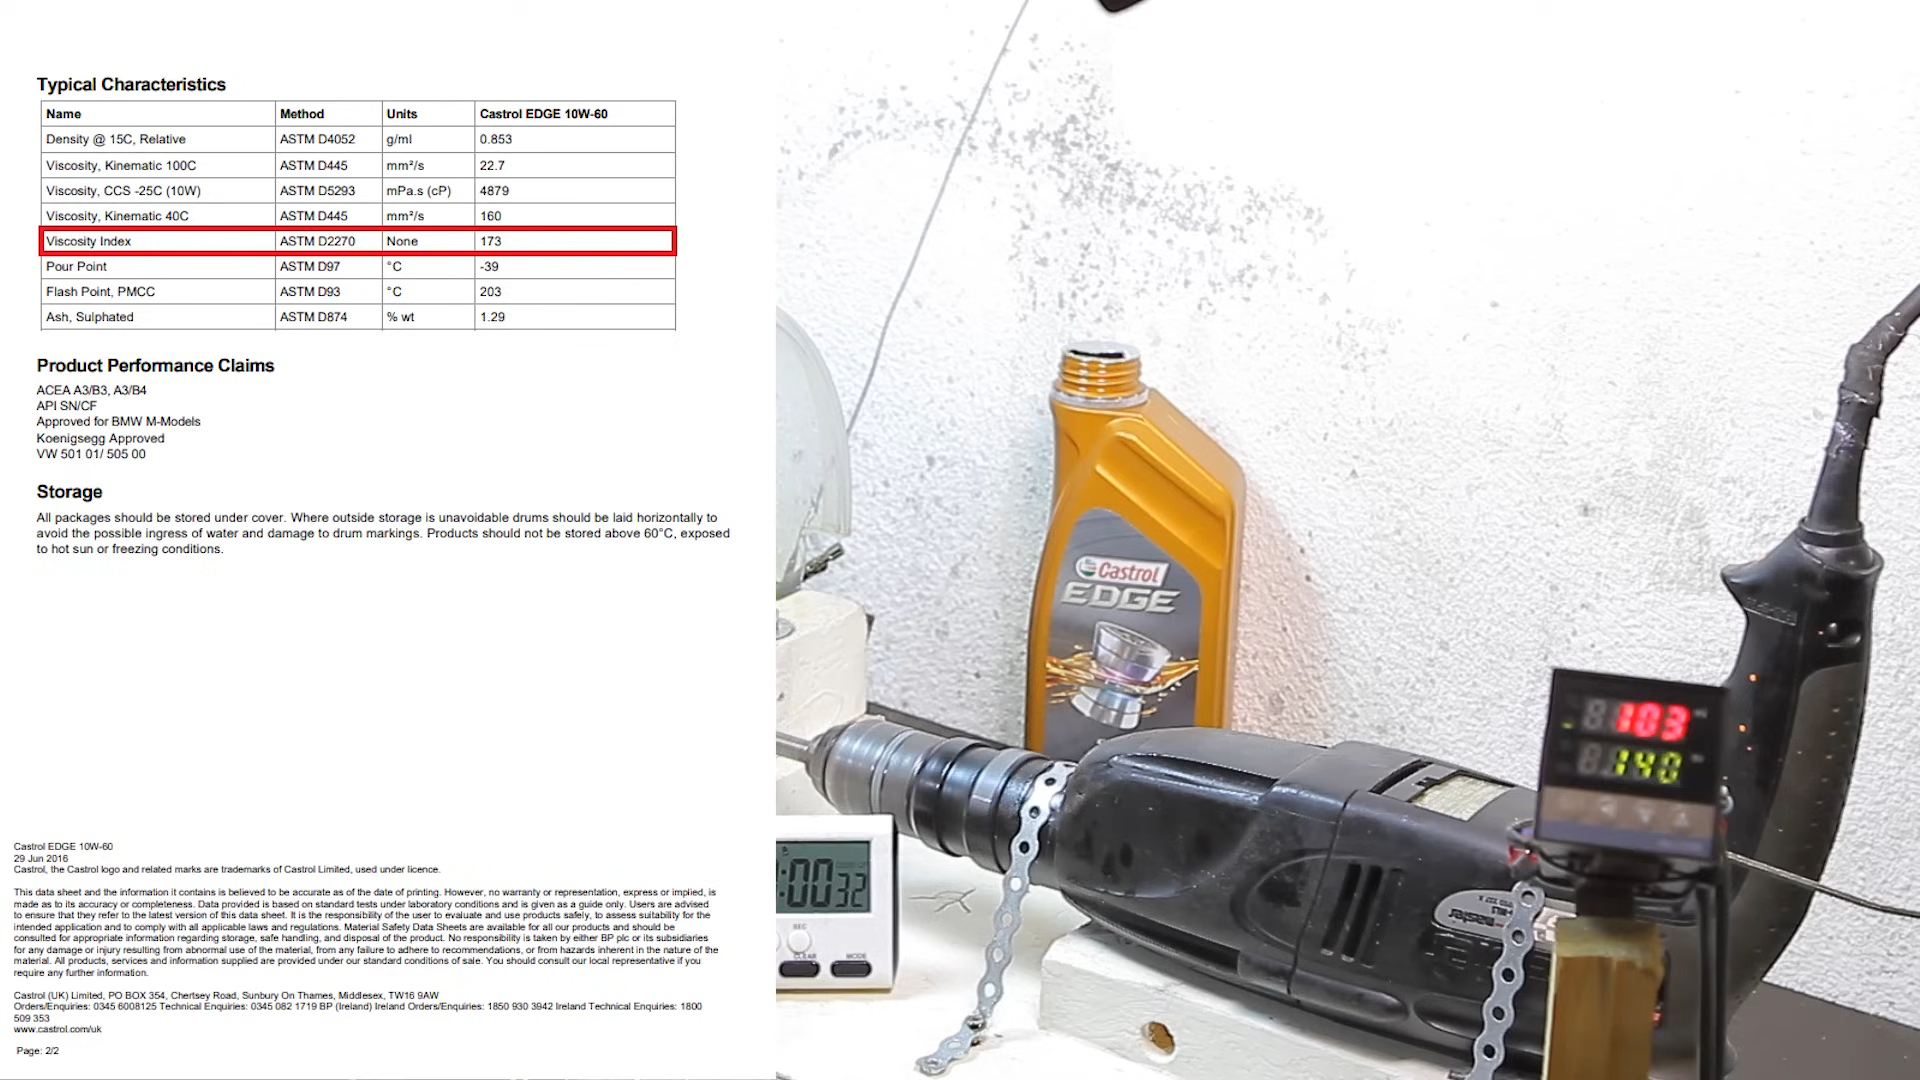 Typical Characteristics
Name Method Units Castrol EDGE 10W-60
Density @ 15C, Relative ASTM D4052 g/ml 0.853
Viscosity, Kinematic 100C ASTM D445 mm²/s 22.7
Viscosity, CCS -25C (10W) ASTM D5293 mPa.s (cP) 4879
Viscosity, Kinematic 40C ASTM D445 mm²/s 160
Viscosity Index ASTM D2270 None 173
Pour Point ASTM D97 °C -39
Flash Point, PMCC ASTM D93 °C 203
Ash, Sulphated ASTM D874 % wt 1.29
Product Performance Claims
ACEA A3/B3, A3/B4
API SN/CF
Approved for BMW M-Models
Koenigsegg Approved
VW 501 01/ 505 00
Storage
All packages should be stored under cover. Where outside storage is unavoidable drums should be laid horizontally to
avoid the possible ingress of water and damage to drum markings. Products should not be stored above 60°C, exposed
to hot sun or freezing conditions.
Castrol EDGE 10W-60
29 Jun 2016
Castrol, the Castrol logo and related marks are trademarks of Castrol Limited, used under licence.
This data sheet and the information it contains is believed to be accurate as of the date of printing. However, no warranty or representation, express or implied, is
made as to its accuracy or completeness. Data provided is based on standard tests under laboratory conditions and is given as a guide only. Users are advised
to ensure that they refer to the latest version of this data sheet. It is the responsibility of the user to evaluate and use products safely, to assess suitability for the
intended application and to comply with all applicable laws and regulations. Material Safety Data Sheets are available for all our products and should be
consulted for appropriate information regarding storage, safe handling, and disposal of the product. No responsibility is taken by either BP plc or its subsidiaries
for any damage or injury resulting from abnormal use of the material, from any failure to adhere to recommendations, or from hazards inherent in the nature of the
material. All products, services and information supplied are provided under our standard conditions of sale. You should consult our local representative if you
require any further information.
Castrol (UK) Limited, PO BOX 354, Chertsey Road, Sunbury On Thames, Middlesex, TW16 9AW
Orders/Enquiries: 0345 6008125 Technical Enquiries: 0345 082 1719 BP (Ireland) Ireland Orders/Enquiries: 1850 930 3942 Ireland Technical Enquiries: 1800
509 353
www.castrol.com/uk
Page: 2/2
Castrol
EDGE
103
140
:00 32
SEC
CLEAR
MODE